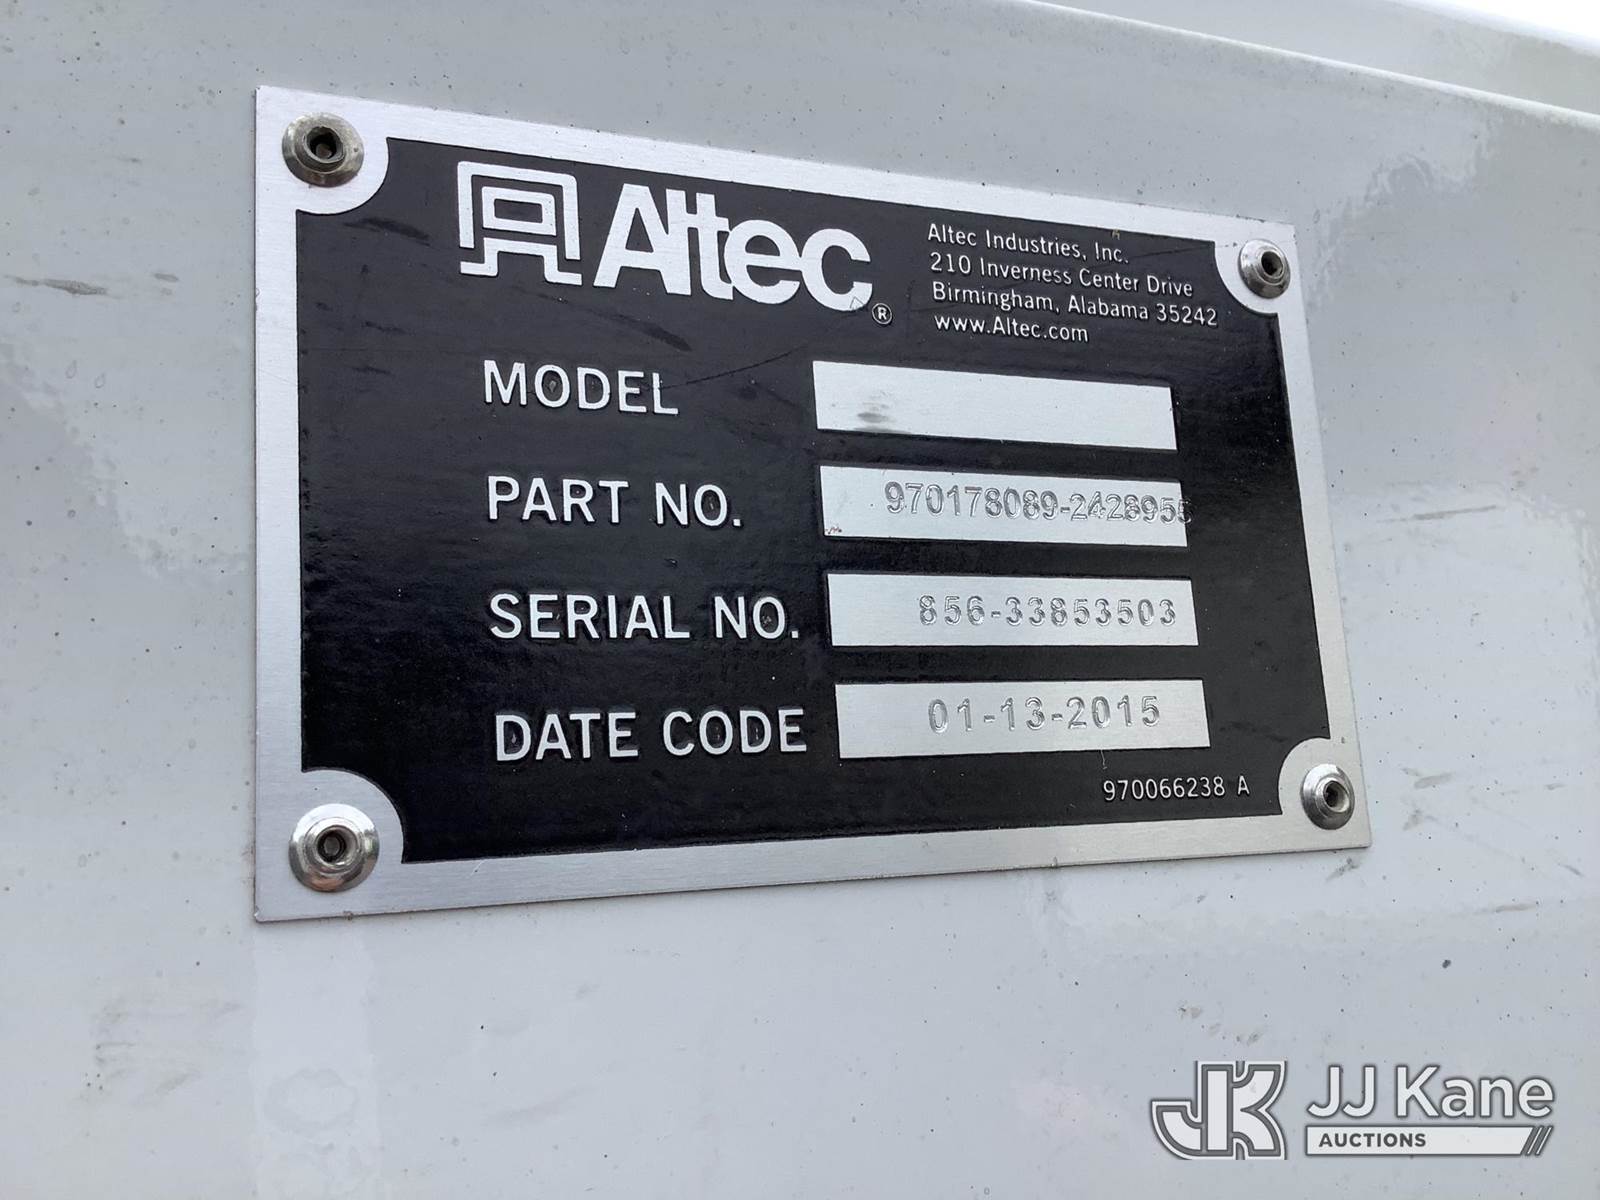 Altec®
Altec Industries, Inc.
210 Inverness Center Drive
Birmingham, Alabama 35242
www.Altec.com
MODEL
PART NO. 970178089-2428955
SERIAL NO. 856-33853503
DATE CODE 01-13-2015
970066238 A
JK JJ Kane
AUCTIONS